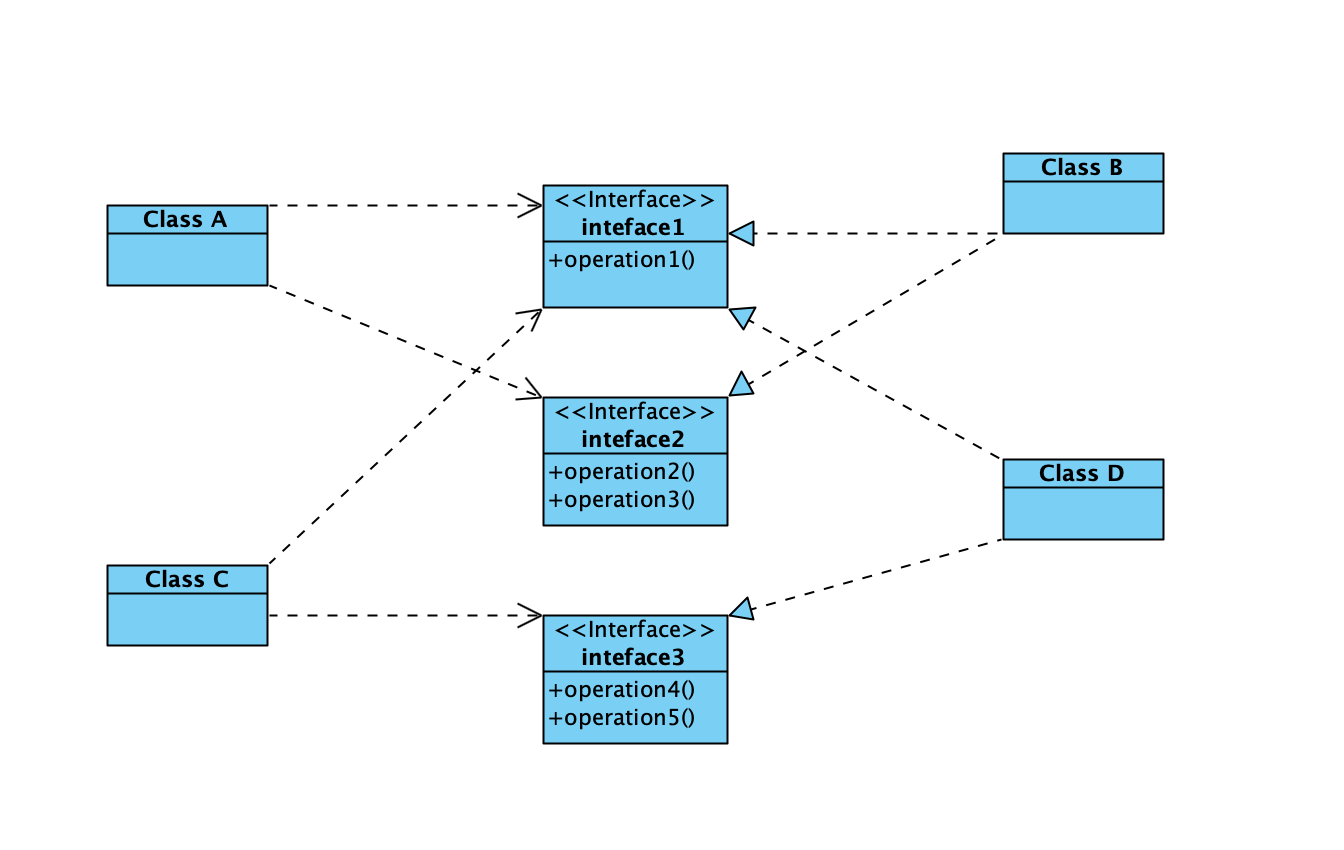 Class A
<<Interface>>
inteface1
+operation1()
Class B
<<Interface>>
inteface2
+operation2()
+operation3()
Class D
Class C
<<Interface>>
inteface3
+operation4()
+operation5()